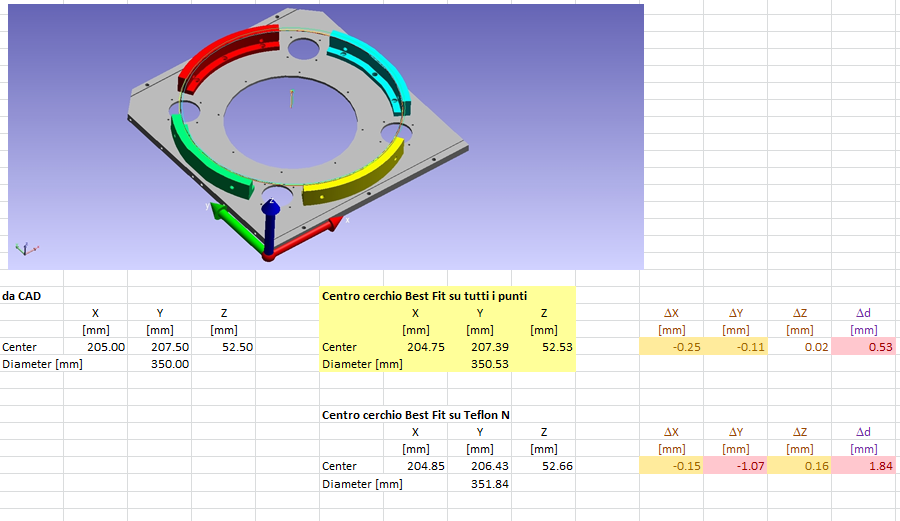 y
x
da CAD
Centro cerchio Best Fit su tutti i punti
X Y Z X Y Z ΔX ΔY ΔZ Δd
[mm] [mm] [mm] [mm] [mm] [mm] [mm] [mm] [mm] [mm]
Center 205.00 207.50 52.50 Center 204.75 207.39 52.53 -0.25 -0.11 0.02 0.53
Diameter [mm] 350.00 Diameter [mm] 350.53
Centro cerchio Best Fit su Teflon N
X Y Z ΔX ΔY ΔZ Δd
[mm] [mm] [mm] [mm] [mm] [mm] [mm]
Center 204.85 206.43 52.66 -0.15 -1.07 0.16 1.84
Diameter [mm] 351.84